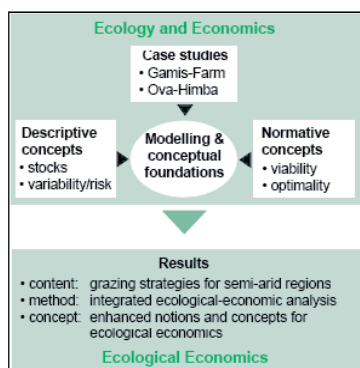 Ecology and Economics
Case studies
• Gamis-Farm
• Ova-Himba
Descriptive
concepts
• stocks
• variability/risk
Modelling &
conceptual
foundations
Normative
concepts
• viability
• optimality
Results
• content: grazing strategies for semi-arid regions
• method: integrated ecological-economic analysis
• concept: enhanced notions and concepts for
ecological economics
Ecological Economics